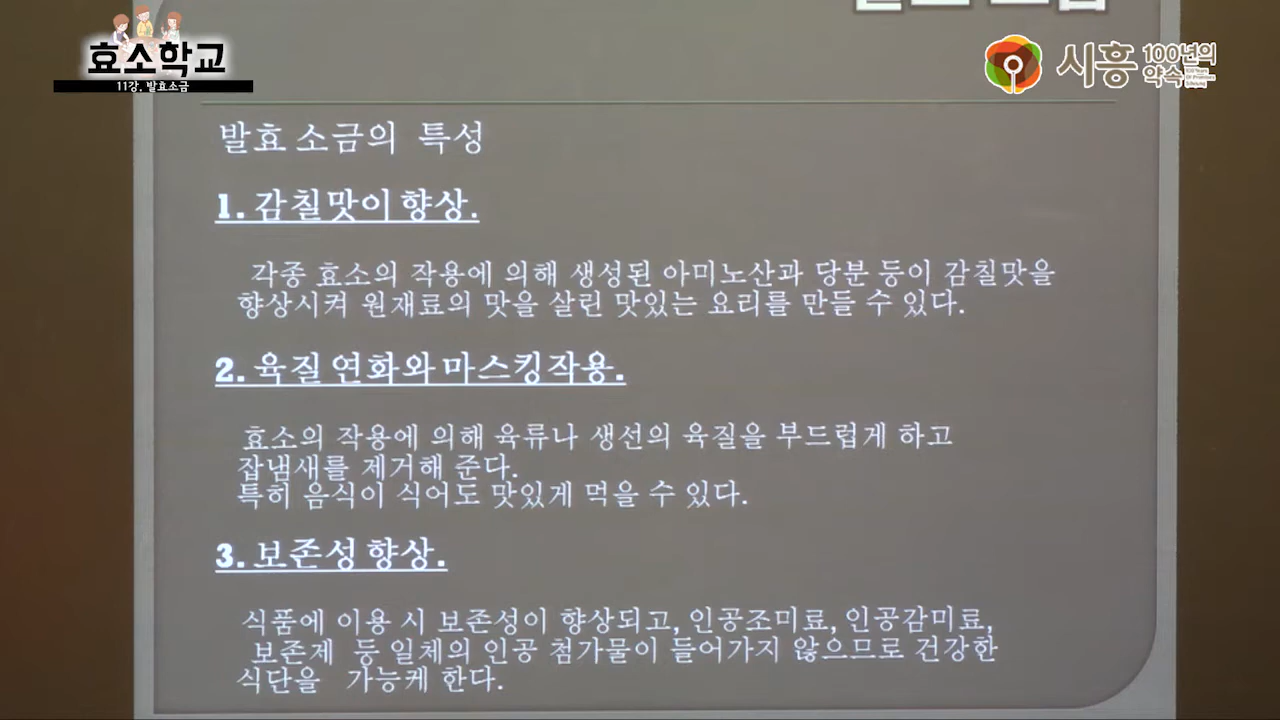 효소학교
11강. 발효소금
시흥 100년의 약속
발효 소금의 특성
1. 감칠맛이 향상.
각종 효소의 작용에 의해 생성된 아미노산과 당분 등이 감칠맛을
향상시켜 원재료의 맛을 살린 맛있는 요리를 만들 수 있다.
2. 육질 연화와 마스킹작용.
효소의 작용에 의해 육류나 생선의 육질을 부드럽게 하고
잡냄새를 제거해 준다.
특히 음식이 식어도 맛있게 먹을 수 있다.
3. 보존성 향상.
식품에 이용 시 보존성이 향상되고, 인공조미료, 인공감미료,
보존제 등 일체의 인공 첨가물이 들어가지 않으므로 건강한
식단을 가능케 한다.